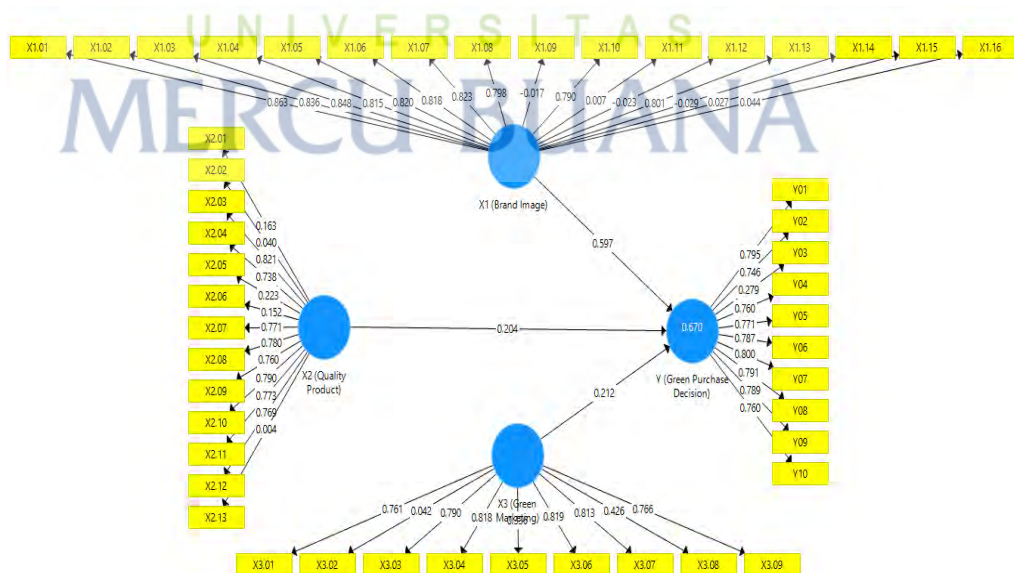 UNIVERSITAS
MERCU BUANA
X1.01 X1.02 X1.03 X1.04 X1.05 X1.06 X1.07 X1.08 X1.09 X1.10 X1.11 X1.12 X1.13 X1.14 X1.15 X1.16
0.863 0.836 0.848 0.815 0.820 0.818 0.823 0.798 -0.017 0.790 0.007 -0.023 0.801 -0.029 0.027 0.044
X1 (Brand Image)
0.597
X2.01
X2.02
X2.03
X2.04
X2.05
X2.06
X2.07
X2.08
X2.09
X2.10
X2.11
X2.12
X2.13
0.163
0.040
0.821
0.738
0.223
0.152
0.771
0.780
0.760
0.790
0.773
0.769
0.004
X2 (Quality
Product)
0.204
0.212
0.670
Y (Green Purchase
Decision)
0.795
0.746
0.279
0.760
0.771
0.787
0.800
0.791
0.789
0.760
Y01
Y02
Y03
Y04
Y05
Y06
Y07
Y08
Y09
Y10
X3 (Green
Marketing)
0.761 0.042 0.790 0.818 0.819 0.813 0.426 0.766
X3.01 X3.02 X3.03 X3.04 X3.05 X3.06 X3.07 X3.08 X3.09